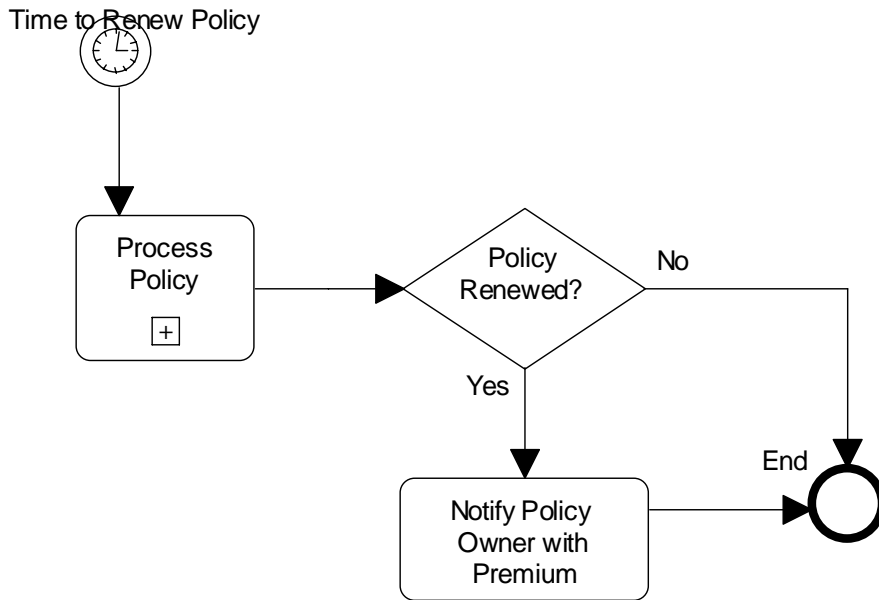 Time to Renew Policy
Process
Policy
+
Policy
Renewed?
No
Yes
End
Notify Policy
Owner with
Premium